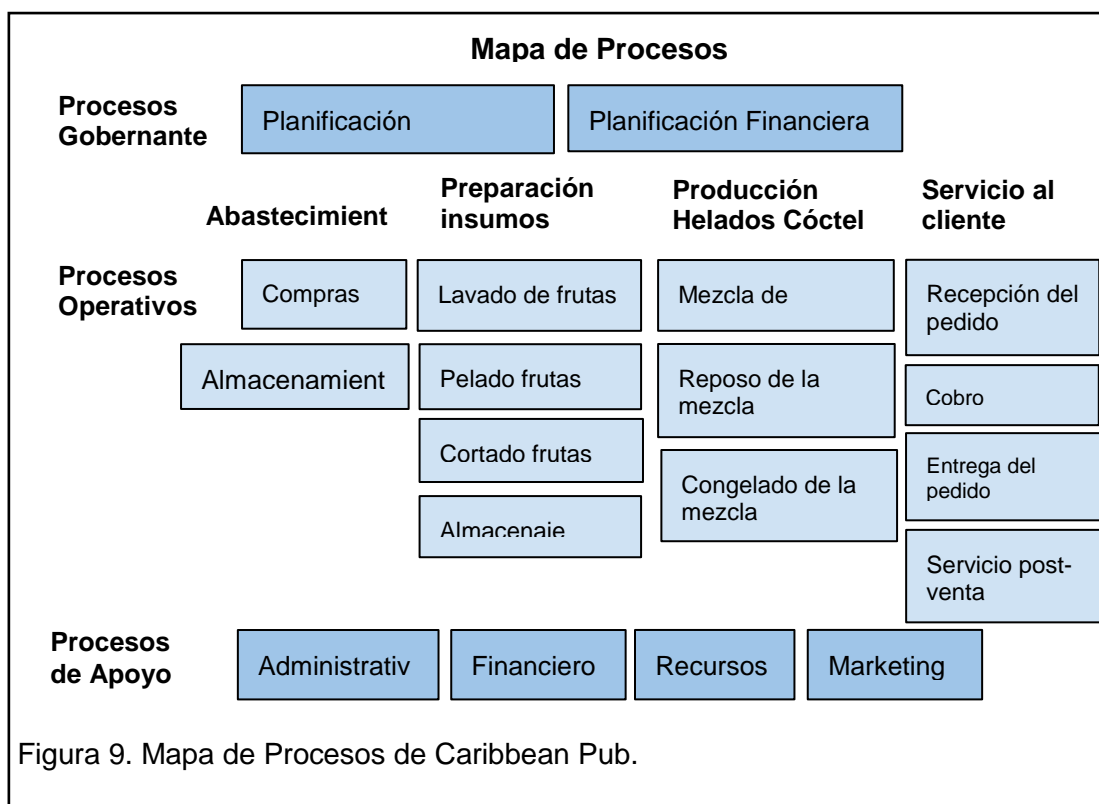 Mapa de Procesos
Procesos
Gobernante
Planificación
Planificación Financiera
Abastecimient
Preparación
insumos
Producción
Helados Cóctel
Servicio al
cliente
Procesos
Operativos
Compras
Almacenamient
Lavado de frutas
Pelado frutas
Cortado frutas
Almacenaje
Mezcla de
Reposo de la
mezcla
Congelado de la
mezcla
Recepción del
pedido
Cobro
Entrega del
pedido
Servicio post-
venta
Procesos
de Apoyo
Administrativ
Financiero
Recursos
Marketing
Figura 9. Mapa de Procesos de Caribbean Pub.